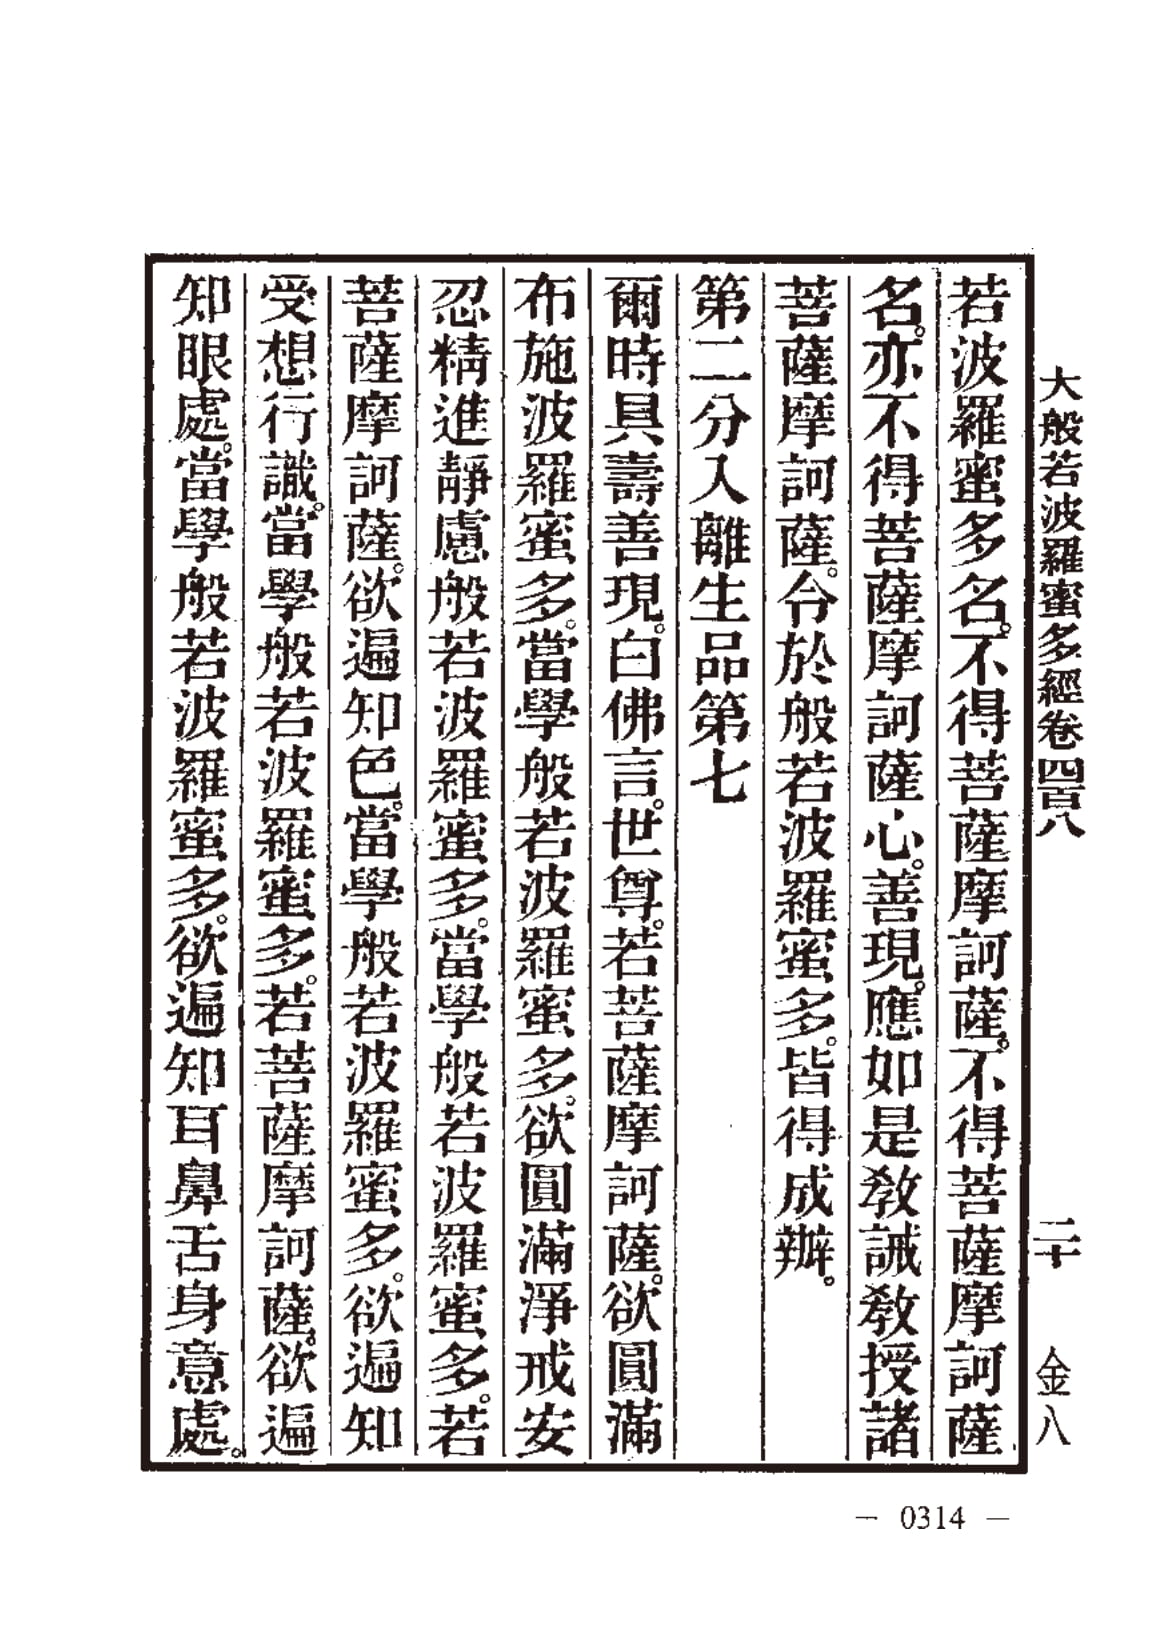 大般若波羅蜜多經卷四百八　二十　金八
若波羅蜜多名。不得菩薩摩訶薩。不得菩薩摩訶薩
名。亦不得菩薩摩訶薩心。善現。應如是敎誡敎授諸
菩薩摩訶薩。令於般若波羅蜜多。皆得成辦。
第二分入離生品第七
爾時具壽善現。白佛言。世尊。若菩薩摩訶薩。欲圓滿
布施波羅蜜多。當學般若波羅蜜多。欲圓滿淨戒安
忍精進靜慮般若波羅蜜多。當學般若波羅蜜多。若
菩薩摩訶薩。欲遍知色。當學般若波羅蜜多。欲遍知
受想行識。當學般若波羅蜜多。若菩薩摩訶薩。欲遍
知眼處。當學般若波羅蜜多。欲遍知耳鼻舌身意處。
— 0314 —